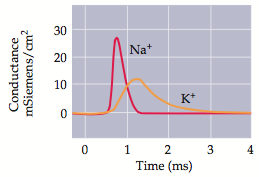 Conductance
mSiemens/cm²
30
20
10
0
Na⁺
K⁺
0 1 2 3 4
Time (ms)